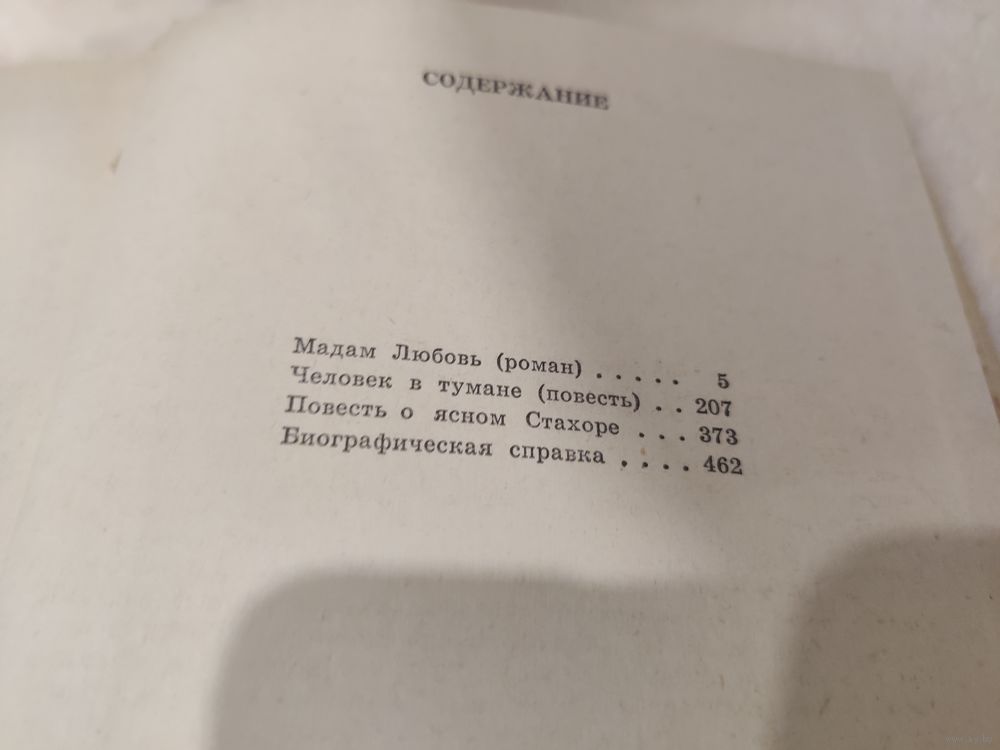 СОДЕРЖАНИЕ
Мадам Любовь (роман) . . . . . 5
Человек в тумане (повесть) . . 207
Повесть о ясном Стахоре . . . 373
Биографическая справка . . . . 462